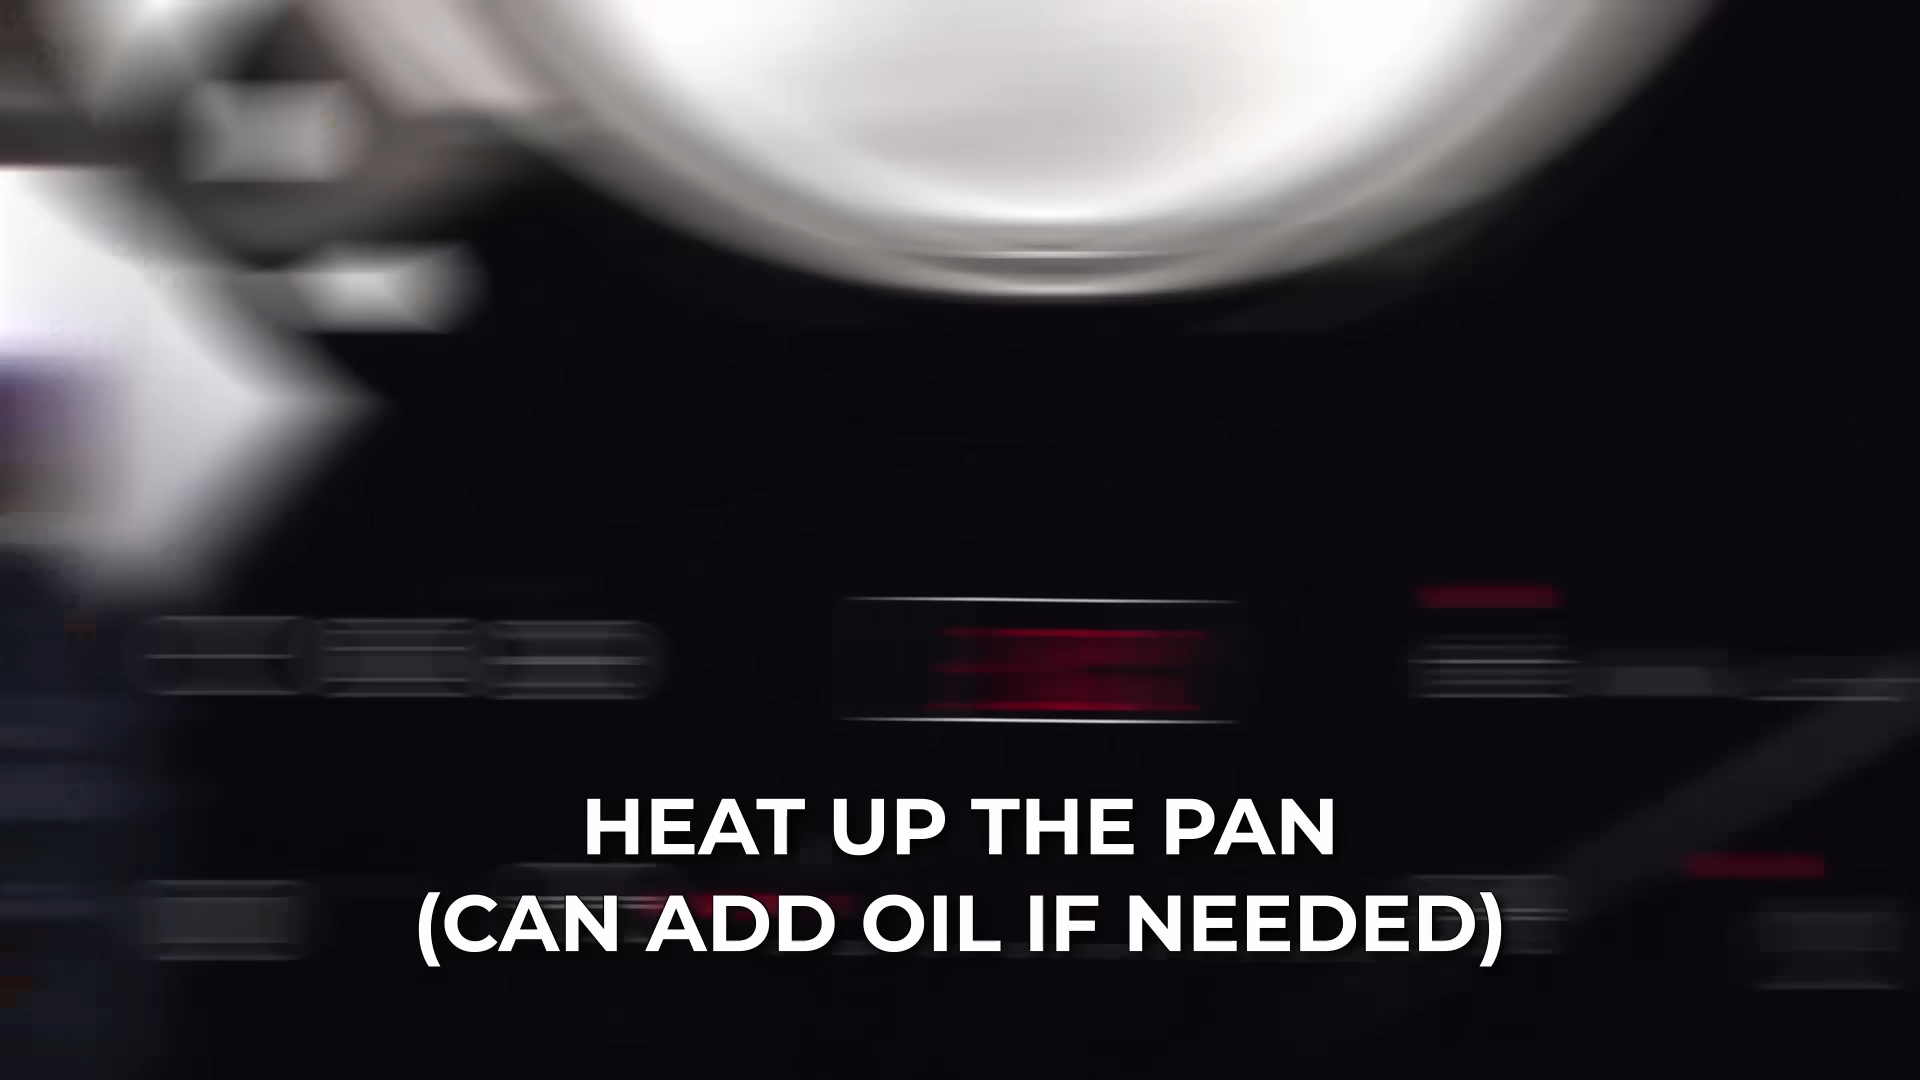 HEAT UP THE PAN
(CAN ADD OIL IF NEEDED)